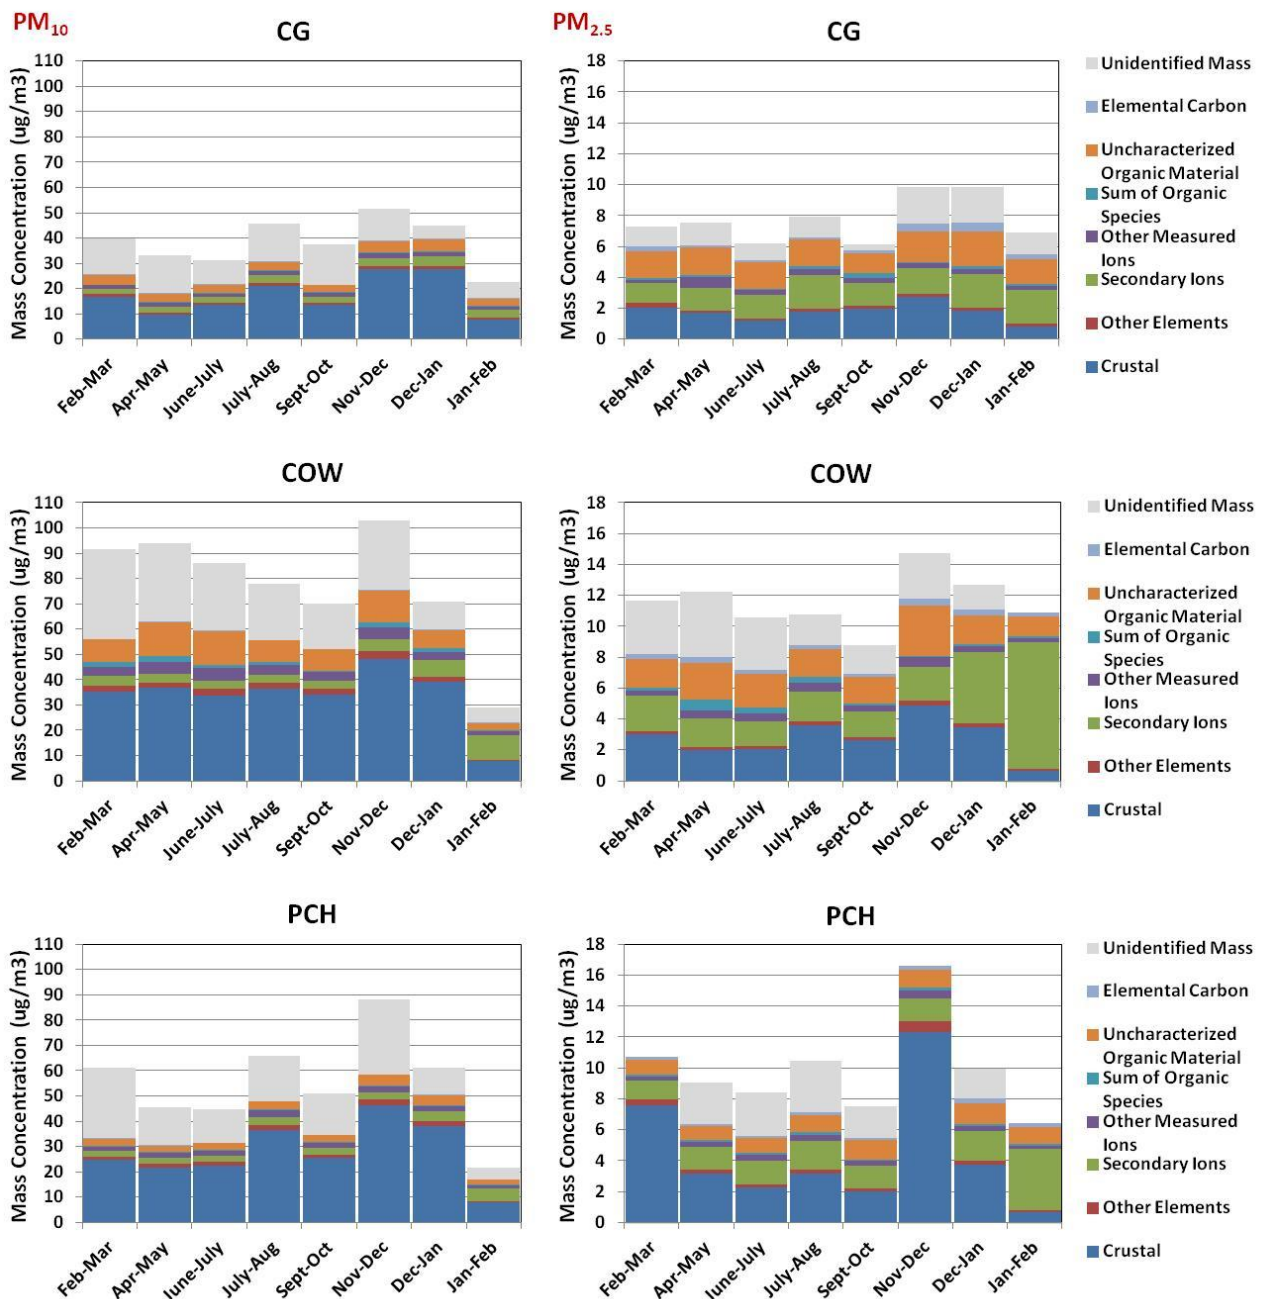 PM10
CG
Mass Concentration (ug/m3)
110
100
90
80
70
60
50
40
30
20
10
0
Feb-Mar
Apr-May
June-July
July-Aug
Sept-Oct
Nov-Dec
Dec-Jan
Jan-Feb
PM2.5
CG
Mass Concentration (ug/m3)
18
16
14
12
10
8
6
4
2
0
Feb-Mar
Apr-May
June-July
July-Aug
Sept-Oct
Nov-Dec
Dec-Jan
Jan-Feb
Unidentified Mass
Elemental Carbon
Uncharacterized
Organic Material
Sum of Organic
Species
Other Measured
Ions
Secondary Ions
Other Elements
Crustal
COW
Mass Concentration (ug/m3)
110
100
90
80
70
60
50
40
30
20
10
0
Feb-Mar
Apr-May
June-July
July-Aug
Sept-Oct
Nov-Dec
Dec-Jan
Jan-Feb
COW
Mass Concentration (ug/m3)
18
16
14
12
10
8
6
4
2
0
Feb-Mar
Apr-May
June-July
July-Aug
Sept-Oct
Nov-Dec
Dec-Jan
Jan-Feb
Unidentified Mass
Elemental Carbon
Uncharacterized
Organic Material
Sum of Organic
Species
Other Measured
Ions
Secondary Ions
Other Elements
Crustal
PCH
Mass Concentration (ug/m3)
110
100
90
80
70
60
50
40
30
20
10
0
Feb-Mar
Apr-May
June-July
July-Aug
Sept-Oct
Nov-Dec
Dec-Jan
Jan-Feb
PCH
Mass Concentration (ug/m3)
18
16
14
12
10
8
6
4
2
0
Feb-Mar
Apr-May
June-July
July-Aug
Sept-Oct
Nov-Dec
Dec-Jan
Jan-Feb
Unidentified Mass
Elemental Carbon
Uncharacterized
Organic Material
Sum of Organic
Species
Other Measured
Ions
Secondary Ions
Other Elements
Crustal